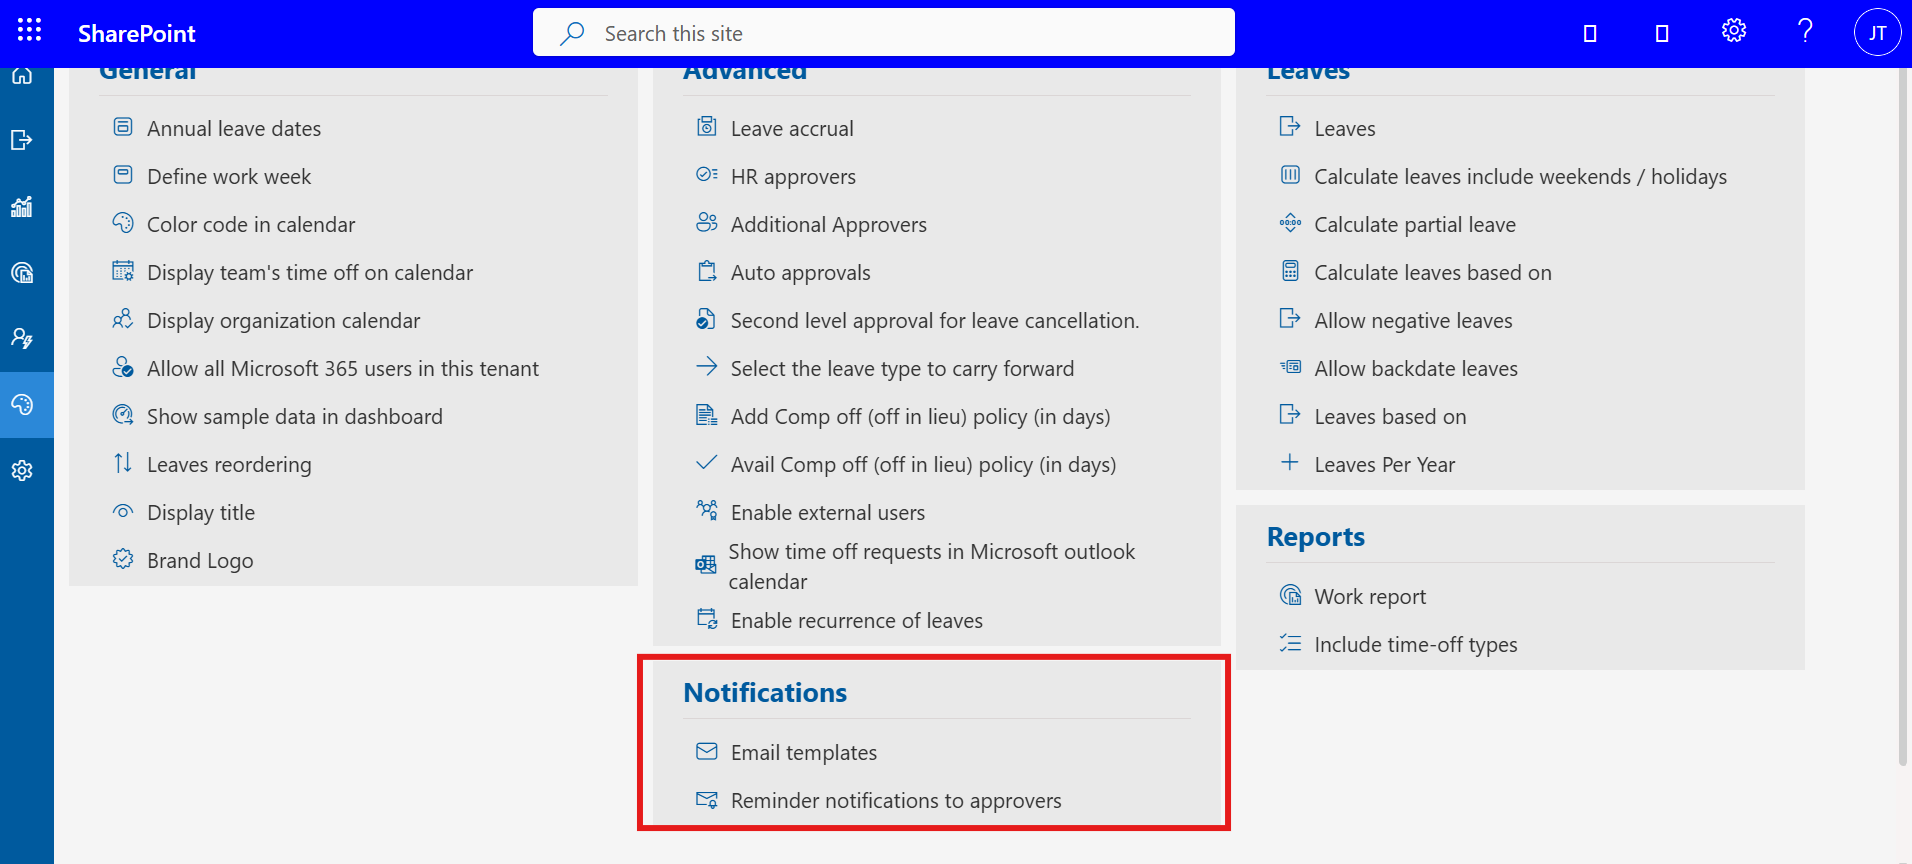 SharePoint
Search this site
JT
General
Annual leave dates
Define work week
Color code in calendar
Display team's time off on calendar
Display organization calendar
Allow all Microsoft 365 users in this tenant
Show sample data in dashboard
Leaves reordering
Display title
Brand Logo
Advanced
Leave accrual
HR approvers
Additional Approvers
Auto approvals
Second level approval for leave cancellation.
Select the leave type to carry forward
Add Comp off (off in lieu) policy (in days)
Avail Comp off (off in lieu) policy (in days)
Enable external users
Show time off requests in Microsoft outlook
calendar
Enable recurrence of leaves
Notifications
Email templates
Reminder notifications to approvers
Leaves
Leaves
Calculate leaves include weekends / holidays
Calculate partial leave
Calculate leaves based on
Allow negative leaves
Allow backdate leaves
Leaves based on
Leaves Per Year
Reports
Work report
Include time-off types